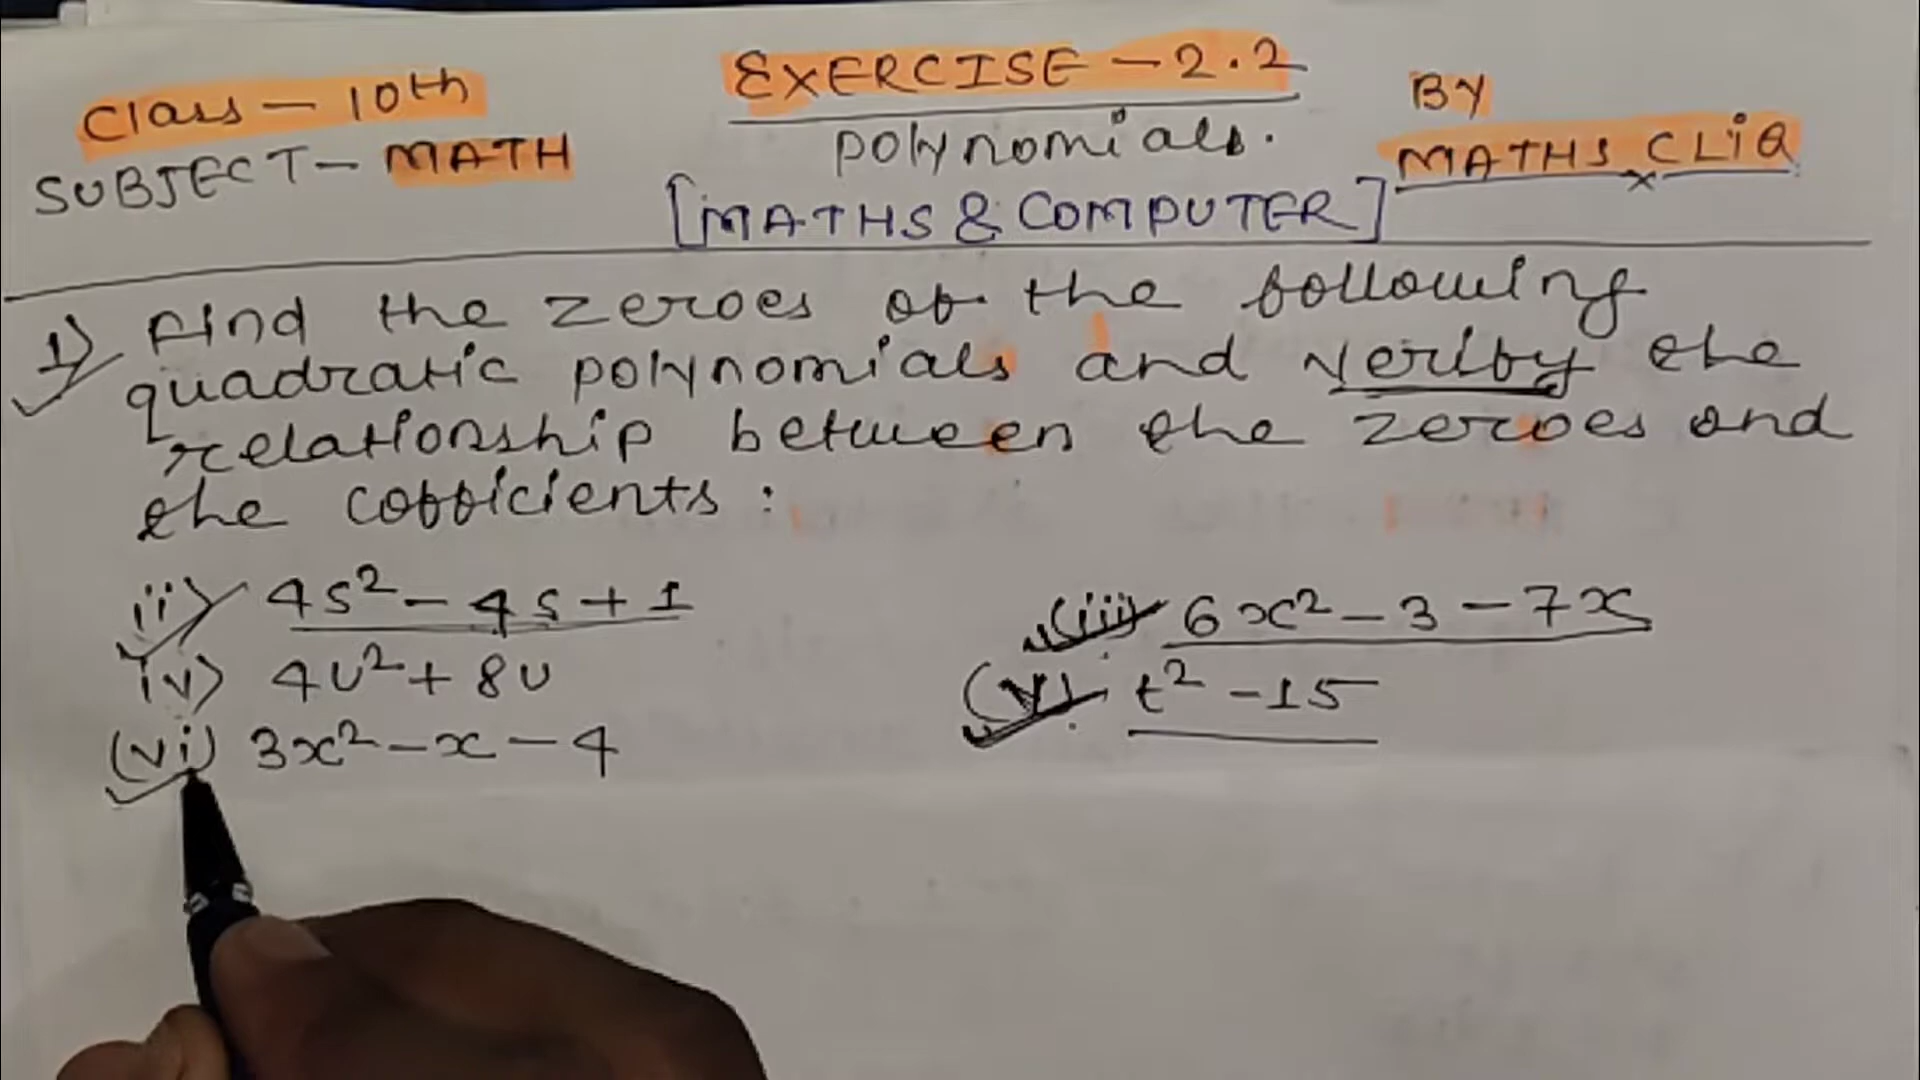 Class - 10th
SUBJECT - MATH
EXERCISE - 2.2
polynomials.
[MATHS & COMPUTER]
BY
MATHS CLiQ
1) Find the zeroes of the following
quadratic polynomials and verify the
relationship between the zeroes and
the cofficients :
ii) 4s² - 4s + 1
(iii) 6x² - 3 - 7x
iv) 4u² + 8u
(v) t² - 15
(vi) 3x² - x - 4